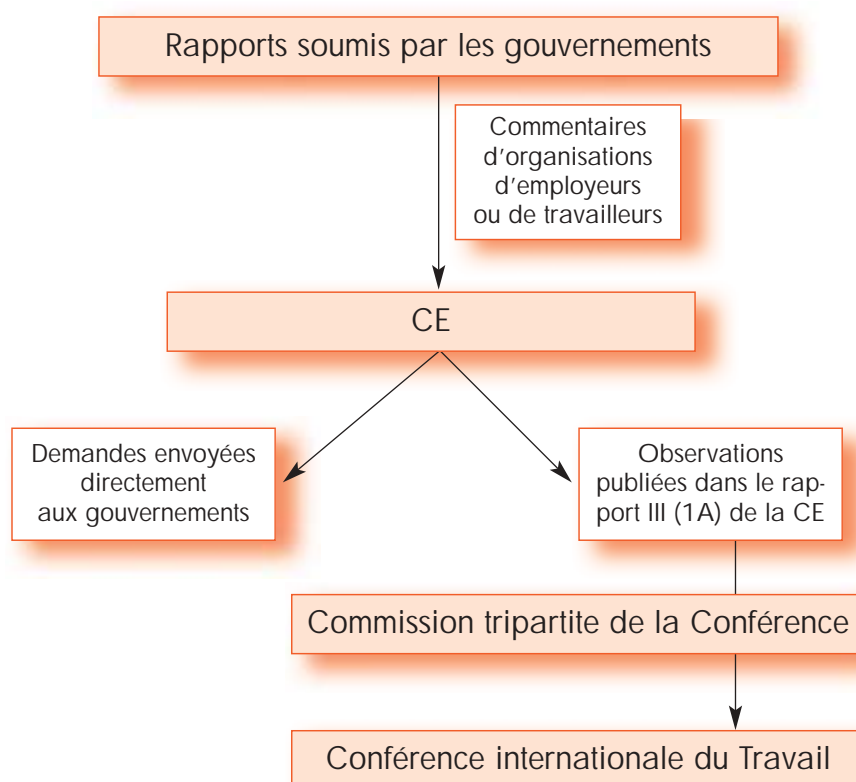 Rapports soumis par les gouvernements
Commentaires
d'organisations
d'employeurs
ou de travailleurs
CE
Demandes envoyées
directement
aux gouvernements
Observations
publiées dans le rap-
port III (1A) de la CE
Commission tripartite de la Conférence
Conférence internationale du Travail